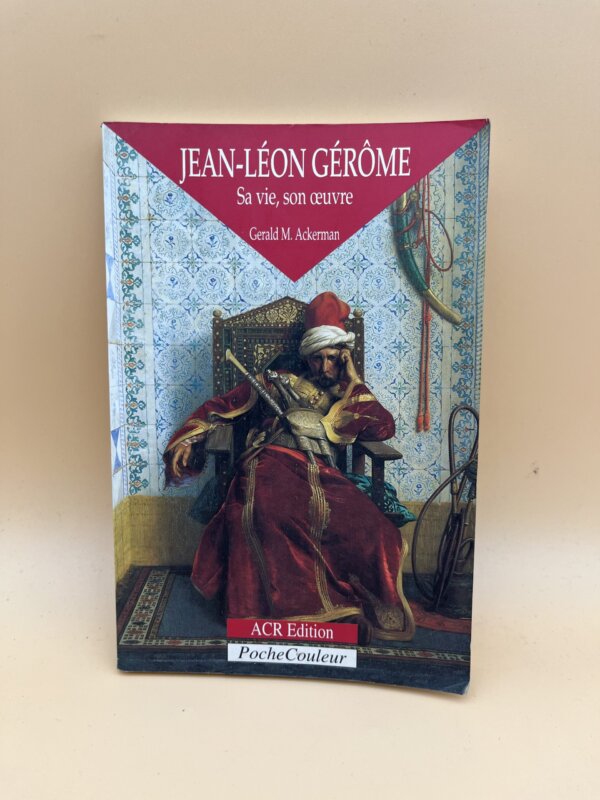 JEAN-LÉON GÉRÔME
Sa vie, son œuvre
Gerald M. Ackerman
ACR Edition
PocheCouleur